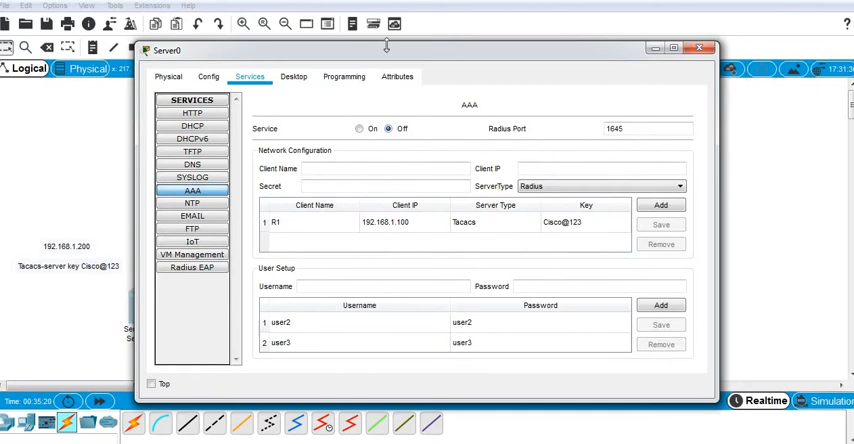 File Edit Options View Tools Extensions Help
?
Logical Physical x: 217 17:31:30
Server0
Physical Config Services Desktop Programming Attributes
SERVICES
HTTP
DHCP
DHCPv6
TFTP
DNS
SYSLOG
AAA
NTP
EMAIL
FTP
IoT
VM Management
Radius EAP
AAA
Service On Off Radius Port 1645
Network Configuration
Client Name Client IP
Secret ServerType Radius
Client Name Client IP Server Type Key
1 R1 192.168.1.100 Tacacs Cisco@123
Add
Save
Remove
User Setup
Username Password
Username Password
1 user2 user2
2 user3 user3
Add
Save
Remove
Top
192.168.1.200
Tacacs-server key Cisco@123
Time: 00:35:20 Realtime Simulation